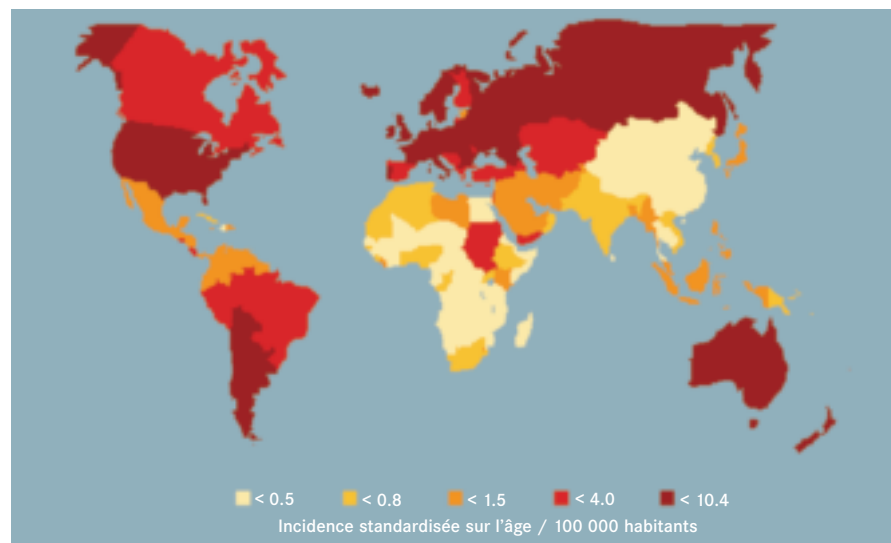 < 0.5 < 0.8 < 1.5 < 4.0 < 10.4
Incidence standardisée sur l'âge / 100 000 habitants